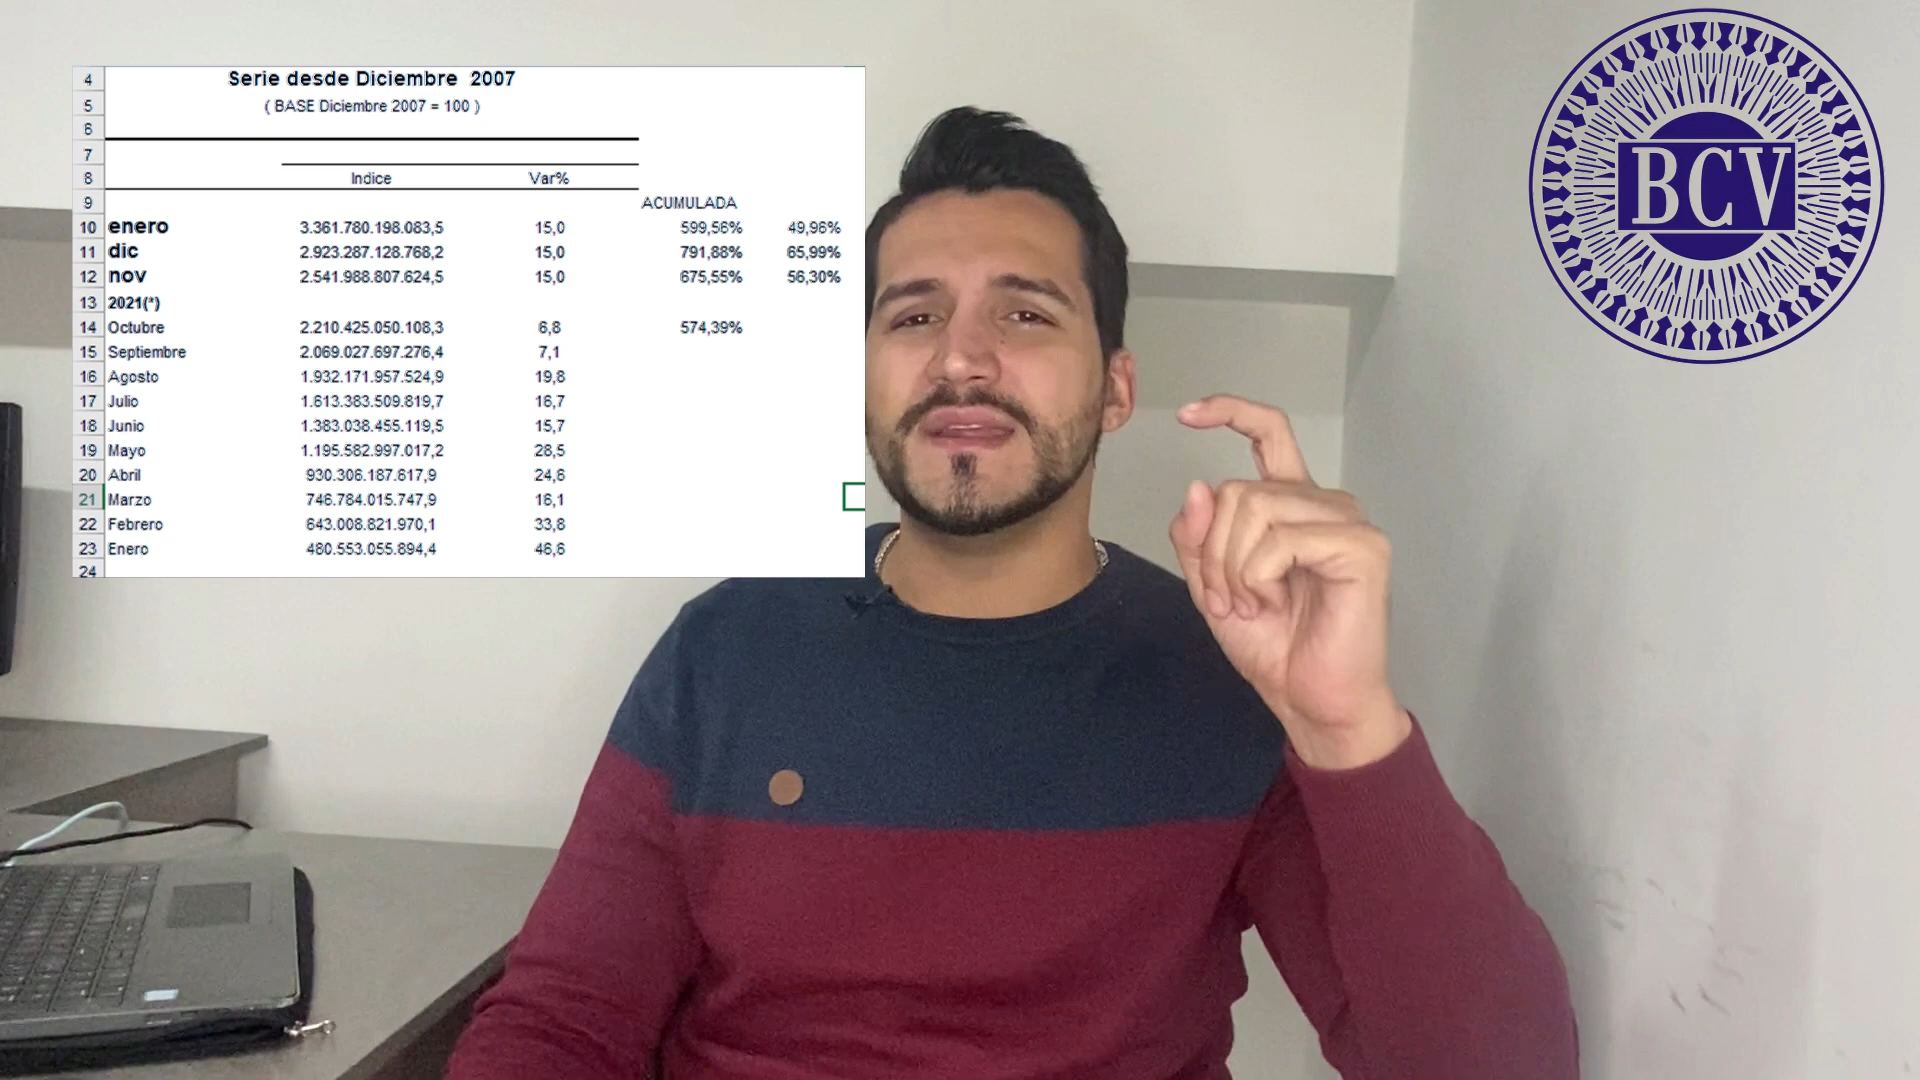 4 Serie desde Diciembre 2007
5 ( BASE Diciembre 2007 = 100 )
6
7
8 Indice Var%
9 ACUMULADA
10 enero 3.361.780.198.083,5 15,0 599,56% 49,96%
11 dic 2.923.287.128.768,2 15,0 791,88% 65,99%
12 nov 2.541.988.807.624,5 15,0 675,55% 56,30%
13 2021(*)
14 Octubre 2.210.425.050.108,3 6,8 574,39%
15 Septiembre 2.069.027.697.276,4 7,1
16 Agosto 1.932.171.957.524,9 19,8
17 Julio 1.613.383.509.819,7 16,7
18 Junio 1.383.038.455.119,5 15,7
19 Mayo 1.195.582.997.017,2 28,5
20 Abril 930.306.187.617,9 24,6
21 Marzo 746.784.015.747,9 16,1
22 Febrero 643.008.821.970,1 33,8
23 Enero 480.553.055.894,4 46,6
24
BCV